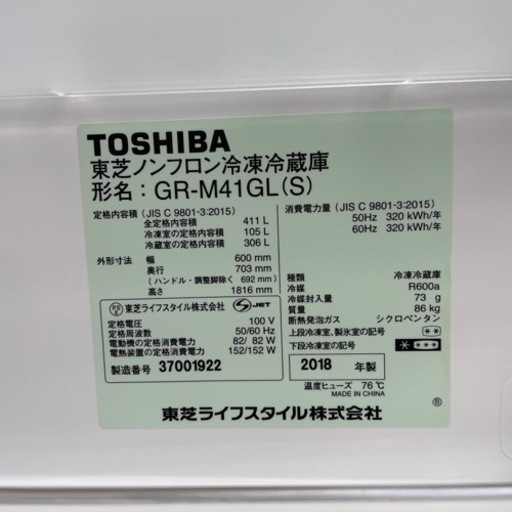 TOSHIBA
東芝ノンフロン冷凍冷蔵庫
形名：GR-M41GL(S)
定格内容積 (JIS C 9801-3:2015)
全定格内容積 411 L
冷凍室の定格内容積 105 L
冷蔵室の定格内容積 306 L
外形寸法 幅 600 mm
奥行 703 mm
(ハンドル・調整脚除く 692 mm)
高さ 1816 mm
PS E 東芝ライフスタイル株式会社 S JET
定格電圧 100 V
定格周波数 50/60 Hz
電動機の定格消費電力 82/ 82 W
電熱装置の定格消費電力 152/152 W
製造番号 37001922
消費電力量 (JIS C 9801-3:2015)
50Hz 320 kWh/年
60Hz 320 kWh/年
種類 冷凍冷蔵庫
冷媒 R600a
冷媒封入量 73 g
質量 86 kg
断熱発泡ガス シクロペンタン
上段冷凍室、製氷室の記号 ＊＊
下段冷凍室の記号 ＊ ＊＊＊
2018 年製
温度ヒューズ 76℃
MADE IN CHINA
東芝ライフスタイル株式会社
Ⓑ